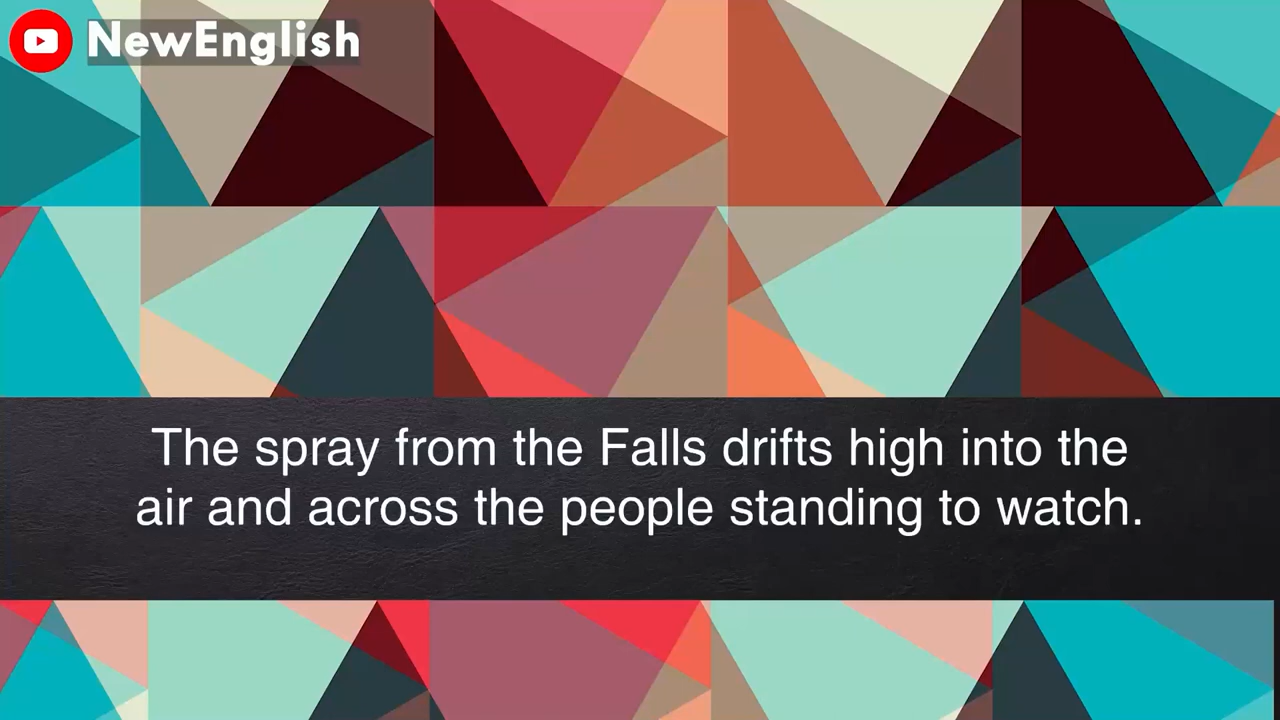 NewEnglish
The spray from the Falls drifts high into the
air and across the people standing to watch.